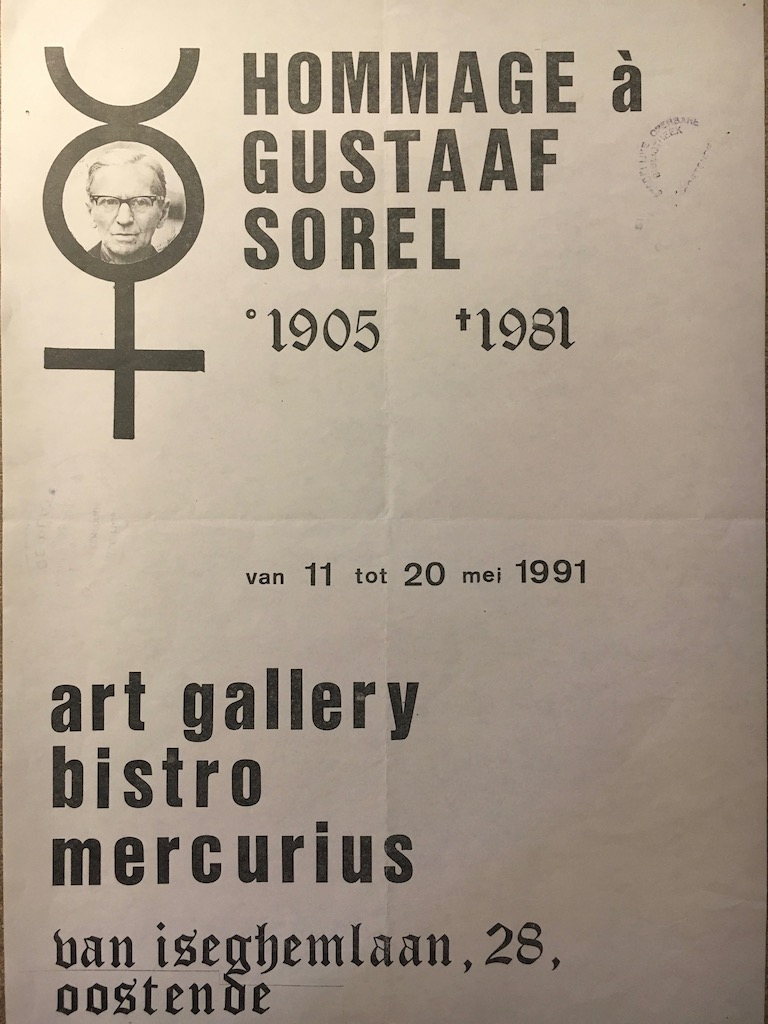 HOMMAGE à
GUSTAAF
SOREL
°1905 †1981
OPENBARE
van 11 tot 20 mei 1991
art gallery
bistro
mercurius
van iseghemlaan, 28,
oostende